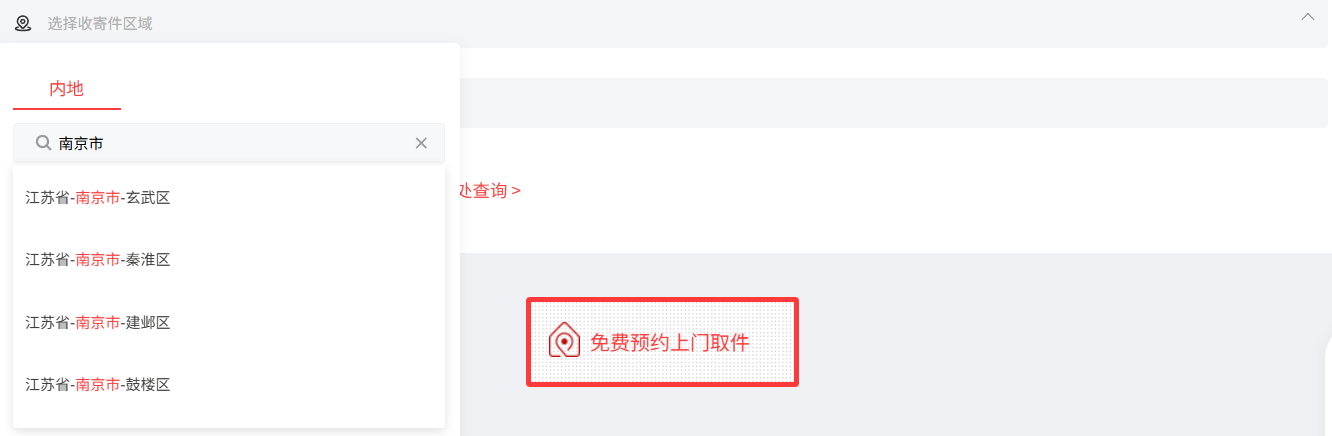 选择收寄件区域
内地
南京市
江苏省-南京市-玄武区
处查询 >
江苏省-南京市-秦淮区
江苏省-南京市-建邺区
免费预约上门取件
江苏省-南京市-鼓楼区